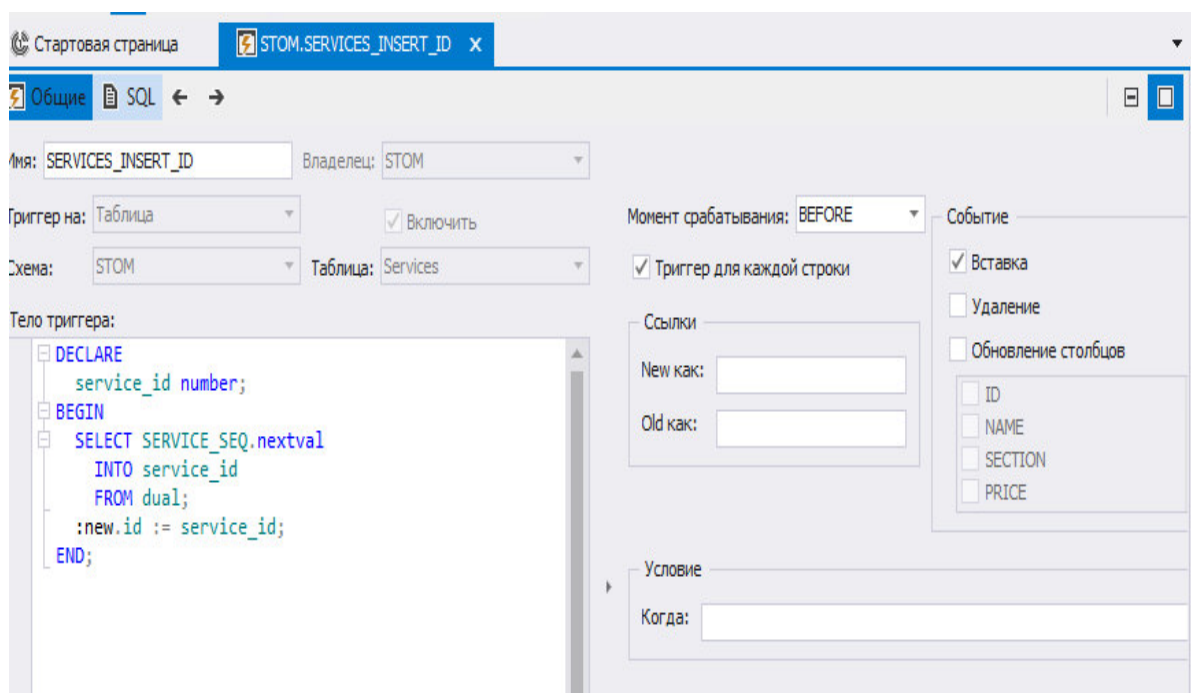 Стартовая страница STOM.SERVICES_INSERT_ID X
Общие SQL
Имя: SERVICES_INSERT_ID Владелец: STOM
Триггер на: Таблица Включить
Схема: STOM Таблица: Services
Тело триггера:
DECLARE
service_id number;
BEGIN
SELECT SERVICE_SEQ.nextval
INTO service_id
FROM dual;
:new.id := service_id;
END;
Момент срабатывания: BEFORE
Триггер для каждой строки
Ссылки
New как:
Old как:
Событие
Вставка
Удаление
Обновление столбцов
ID
NAME
SECTION
PRICE
Условие
Когда: